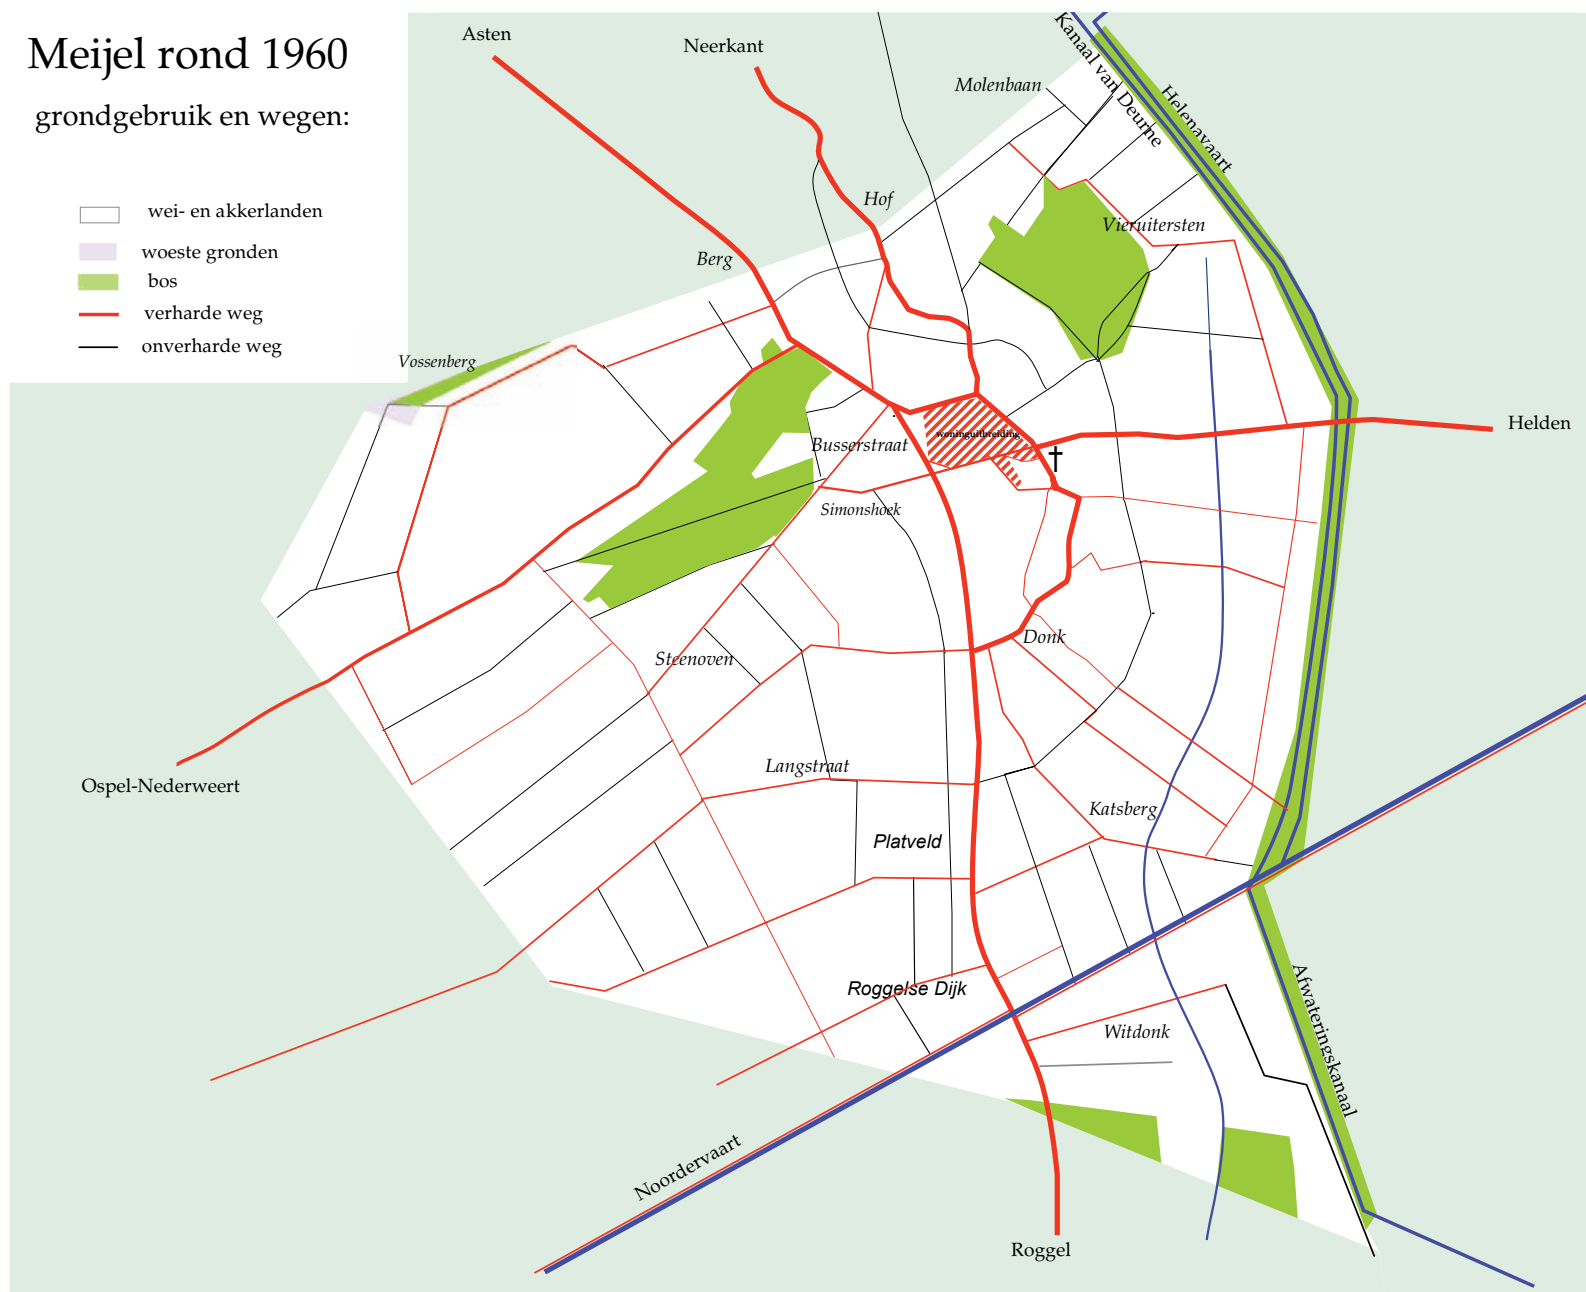 Meijel rond 1960
grondgebruik en wegen:
wei- en akkerlanden
woeste gronden
bos
verharde weg
onverharde weg
Asten
Neerkant
Molenbaan
Kanaal van Deurne
Helenavaart
Hof
Vieruitersten
Berg
Vossenberg
Helden
woninguitbreiding
Busserstraat
Simonshoek
Donk
Steenoven
Langstraat
Ospel-Nederweert
Katsberg
Platveld
Roggelse Dijk
Witdonk
Afwateringskanaal
Noordervaart
Roggel